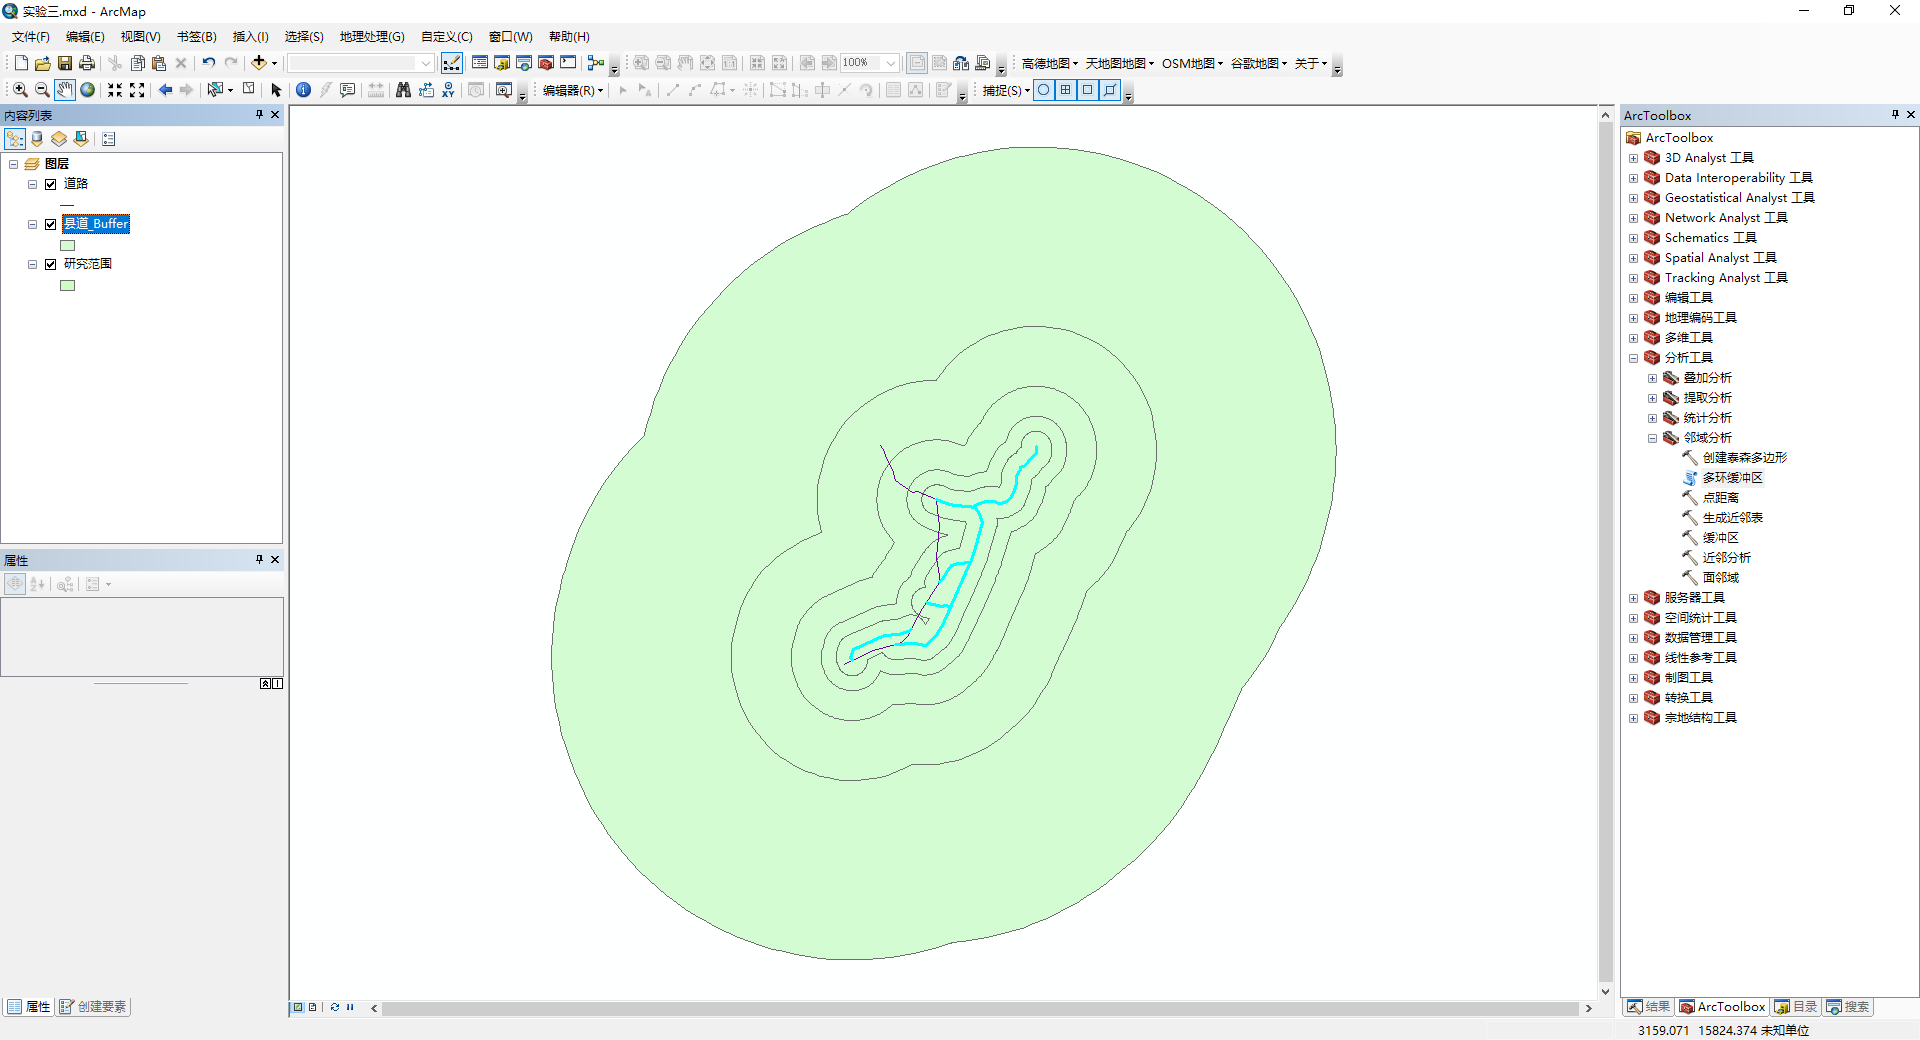 实验三.mxd - ArcMap
文件(F) 编辑(E) 视图(V) 书签(B) 插入(I) 选择(S) 地理处理(G) 自定义(C) 窗口(W) 帮助(H)
100% 高德地图 天地图地图 OSM地图 谷歌地图 关于
编辑器(R) 捕捉(S)
内容列表
图层
道路
县道_Buffer
研究范围
属性
属性 创建要素
ArcToolbox
ArcToolbox
3D Analyst 工具
Data Interoperability 工具
Geostatistical Analyst 工具
Network Analyst 工具
Schematics 工具
Spatial Analyst 工具
Tracking Analyst 工具
编辑工具
地理编码工具
多维工具
分析工具
叠加分析
提取分析
统计分析
邻域分析
创建泰森多边形
多环缓冲区
点距离
生成近邻表
缓冲区
近邻分析
面邻域
服务器工具
空间统计工具
数据管理工具
线性参考工具
制图工具
转换工具
宗地结构工具
结果 ArcToolbox 目录 搜索
3159.071 15824.374 未知单位